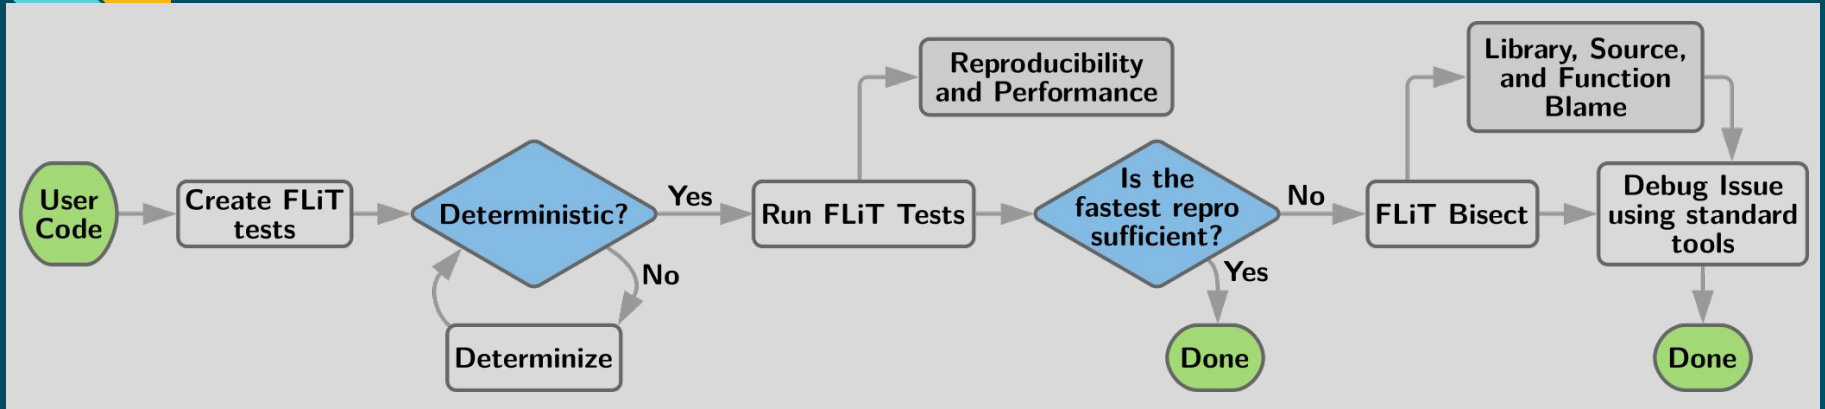 User
Code
Create FLiT
tests
Deterministic?
Yes
No
Determinize
Run FLiT Tests
Reproducibility
and Performance
Is the
fastest repro
sufficient?
No
Yes
Done
FLiT Bisect
Library, Source,
and Function
Blame
Debug Issue
using standard
tools
Done